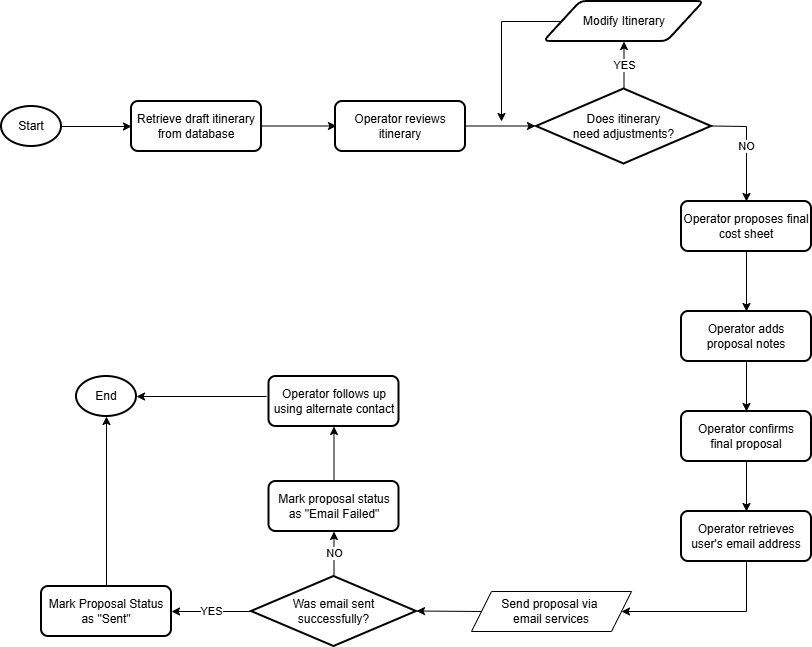 Modify Itinerary
YES
Start
Retrieve draft itinerary
from database
Operator reviews
itinerary
Does itinerary
need adjustments?
NO
Operator proposes final
cost sheet
Operator adds
proposal notes
Operator confirms
final proposal
Operator retrieves
user's email address
Send proposal via
email services
Was email sent
successfully?
NO
Mark proposal status
as "Email Failed"
Operator follows up
using alternate contact
YES
Mark Proposal Status
as "Sent"
End